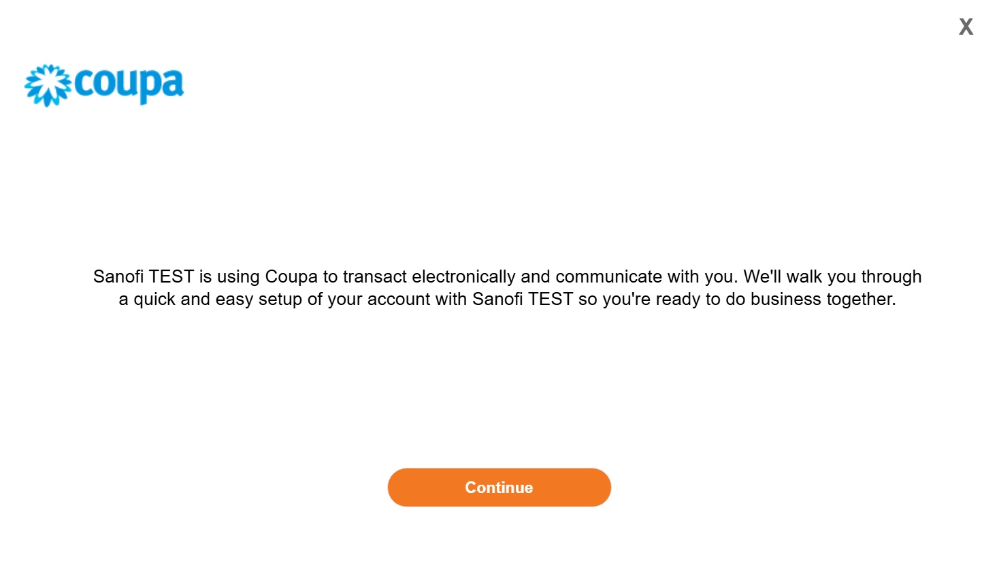 X
coupa
Sanofi TEST is using Coupa to transact electronically and communicate with you. We'll walk you through
a quick and easy setup of your account with Sanofi TEST so you're ready to do business together.
Continue